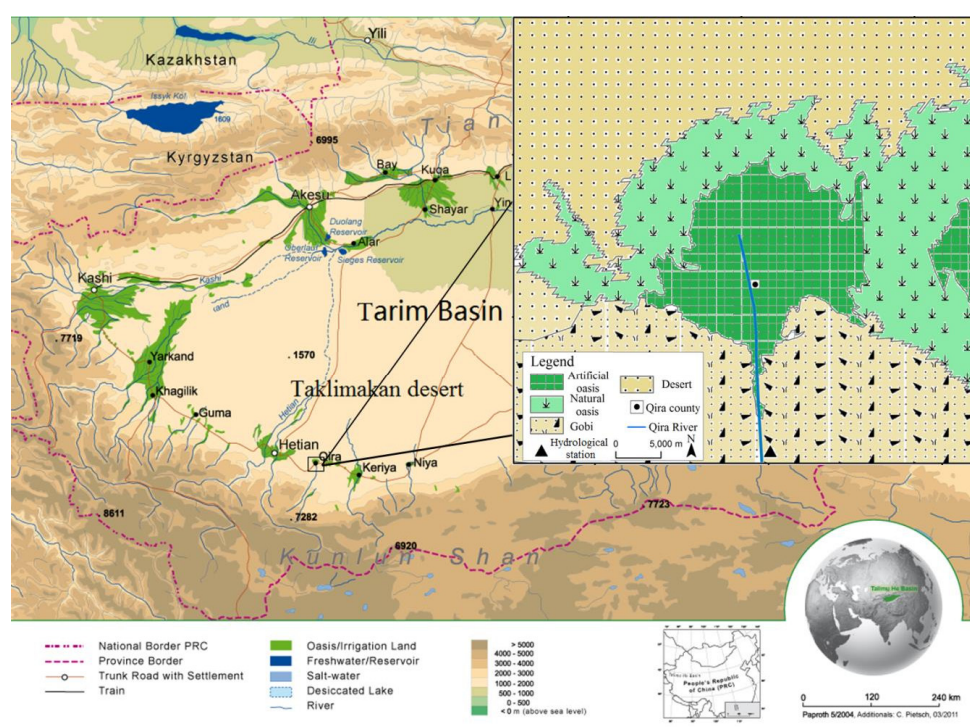 Yili
Ili
Kazakhstan
Issyk Köl
1609
6995
Tian
Kyrgyzstan
Bay
Kuqa
L
Akesu
Shayar
Yin
Duolang
Reservoir
Alar
Reservoir
Sieges Reservoir
Kashi
Kashi
Tarim Basin
. 7719
. 1570
Yarkand
Taklimakan desert
Khagilik
Guma
Hetian
Hetian
Qira
Keriya
Niya
. 8611
. 7282
7723
6920
Kunlun Shan
Legend
Artificial
oasis
Desert
Natural
oasis
Qira county
Gobi
Qira River
Hydrological
station
0 5,000 m
N
Tarim He Basin
National Border PRC
Province Border
Trunk Road with Settlement
Train
Oasis/Irrigation Land
Freshwater/Reservoir
Salt-water
Desiccated Lake
River
> 5000
4000 - 5000
3000 - 4000
2000 - 3000
1000 - 2000
500 - 1000
0 - 500
< 0 m (above sea level)
People's Republic
of China (PRC)
0 120 240 km
Paproth 5/2004, Additionals: C. Pietsch, 03/2011